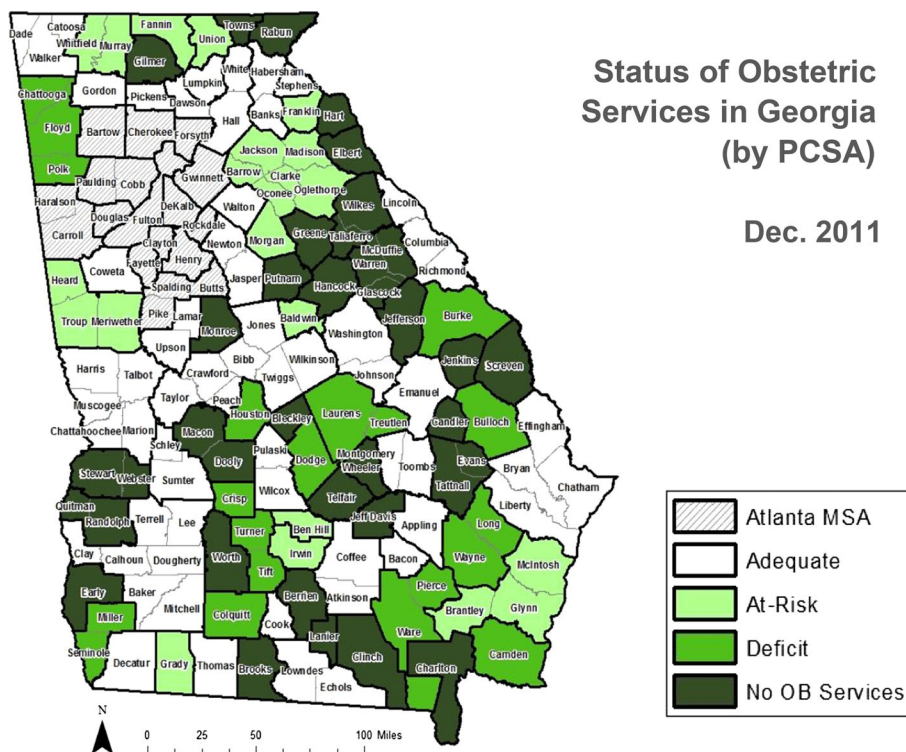 Status of Obstetric
Services in Georgia
(by PCSA)
Dec. 2011
Dade
Catoosa
Walker
Whitfield
Murray
Fannin
Gilmer
Union
Towns
Rabun
Chattooga
Gordon
Pickens
Lumpkin
White
Habersham
Stephens
Dawson
Floyd
Bartow
Cherokee
Forsyth
Hall
Banks
Franklin
Hart
Polk
Paulding
Cobb
Gwinnett
Jackson
Madison
Elbert
Barrow
Clarke
Oconee
Oglethorpe
Haralson
Douglas
Fulton
DeKalb
Rockdale
Walton
Wilkes
Lincoln
Carroll
Clayton
Fayette
Henry
Newton
Morgan
Greene
Taliaferro
McDuffie
Columbia
Warren
Richmond
Heard
Coweta
Spalding
Butts
Jasper
Putnam
Hancock
Glascock
Troup
Meriwether
Pike
Lamar
Monroe
Jones
Baldwin
Washington
Jefferson
Burke
Upson
Harris
Talbot
Crawford
Bibb
Twiggs
Wilkinson
Johnson
Jenkins
Screven
Muscogee
Taylor
Peach
Houston
Bleckley
Laurens
Treutlen
Emanuel
Candler
Bulloch
Effingham
Chattahoochee
Marion
Macon
Schley
Dooly
Pulaski
Dodge
Montgomery
Wheeler
Toombs
Evans
Tattnall
Bryan
Chatham
Stewart
Webster
Sumter
Crisp
Wilcox
Telfair
Liberty
Quitman
Randolph
Terrell
Lee
Turner
Ben Hill
Jeff Davis
Appling
Long
Clay
Calhoun
Dougherty
Worth
Irwin
Coffee
Bacon
Wayne
McIntosh
Tift
Early
Baker
Mitchell
Colquitt
Berrien
Atkinson
Pierce
Brantley
Glynn
Miller
Cook
Ware
Seminole
Decatur
Grady
Thomas
Brooks
Lowndes
Lanier
Clinch
Echols
Charlton
Camden
Atlanta MSA
Adequate
At-Risk
Deficit
No OB Services
N
0 25 50 100 Miles